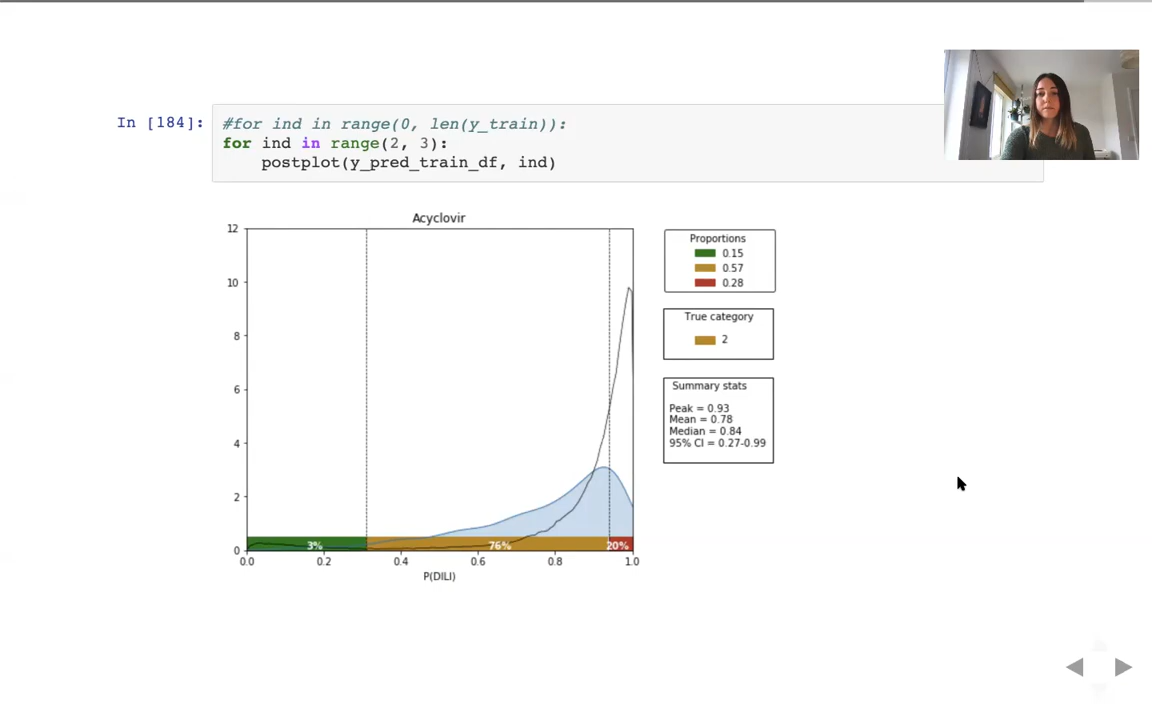 In [184]:
#for ind in range(0, len(y_train)):
for ind in range(2, 3):
    postplot(y_pred_train_df, ind)
Acyclovir
12
10
8
6
4
2
0
3%
76%
20%
0.0 0.2 0.4 0.6 0.8 1.0
P(DILI)
Proportions
0.15
0.57
0.28
True category
2
Summary stats
Peak = 0.93
Mean = 0.78
Median = 0.84
95% CI = 0.27-0.99